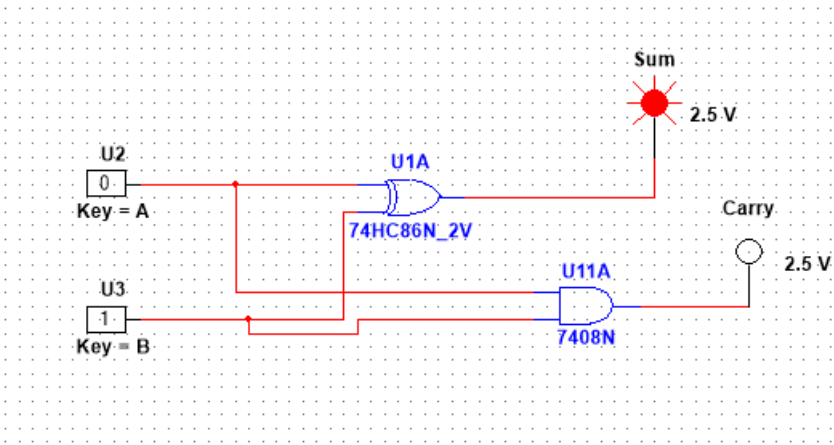 Sum
2.5 V
U2
0
Key = A
U1A
74HC86N_2V
Carry
2.5 V
U11A
7408N
U3
1
Key = B